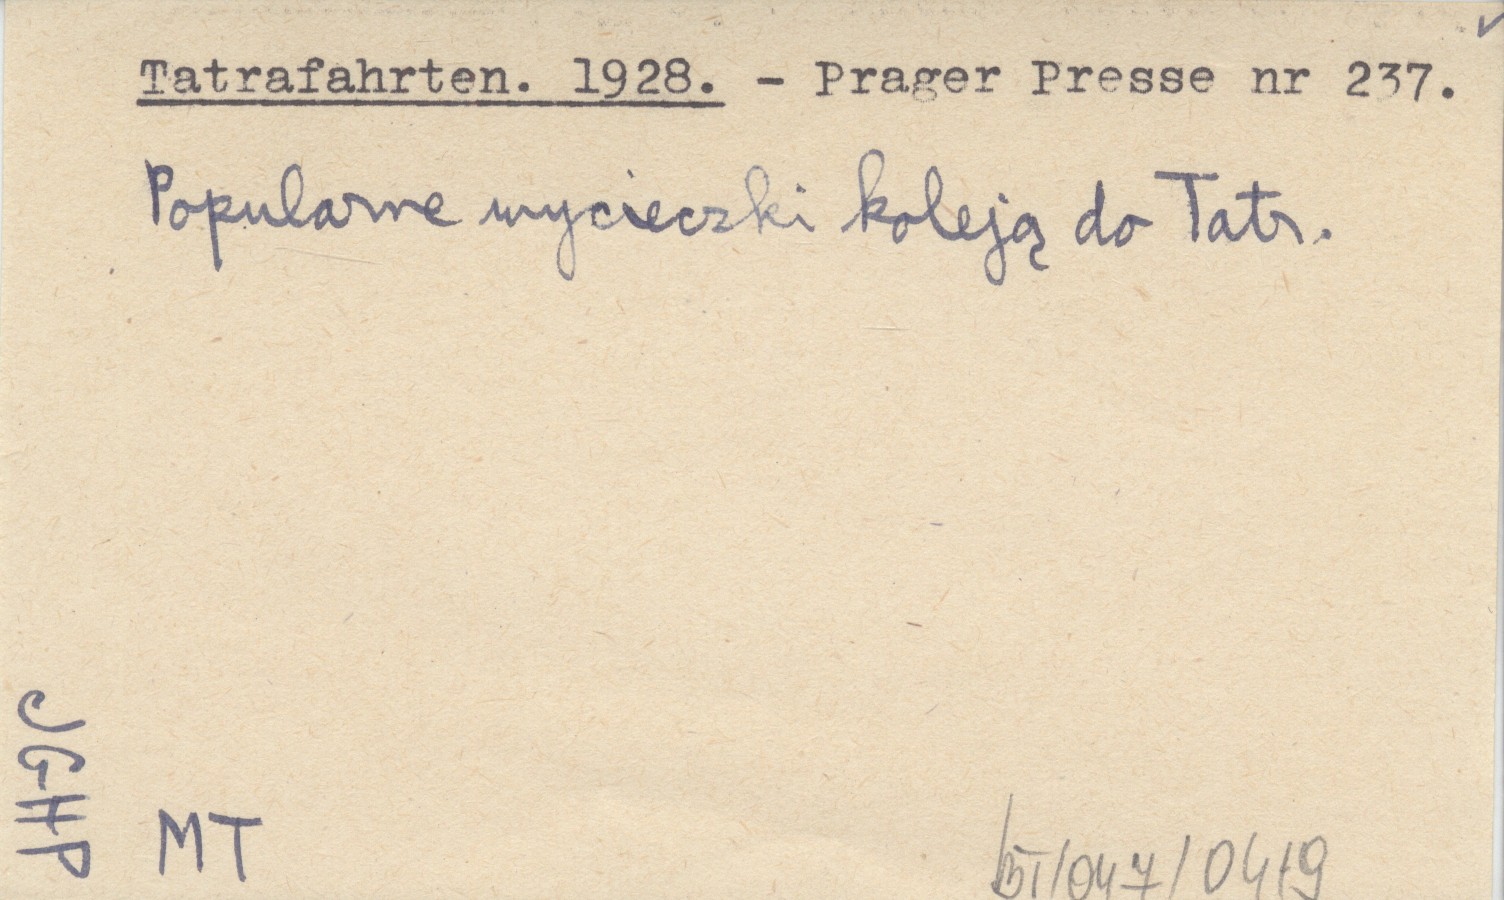 Tatrafahrten. 1928. - Prager Presse nr 237.
Popularne wycieczki koleją do Tatr.
JGHP
MT
BT/047/0419